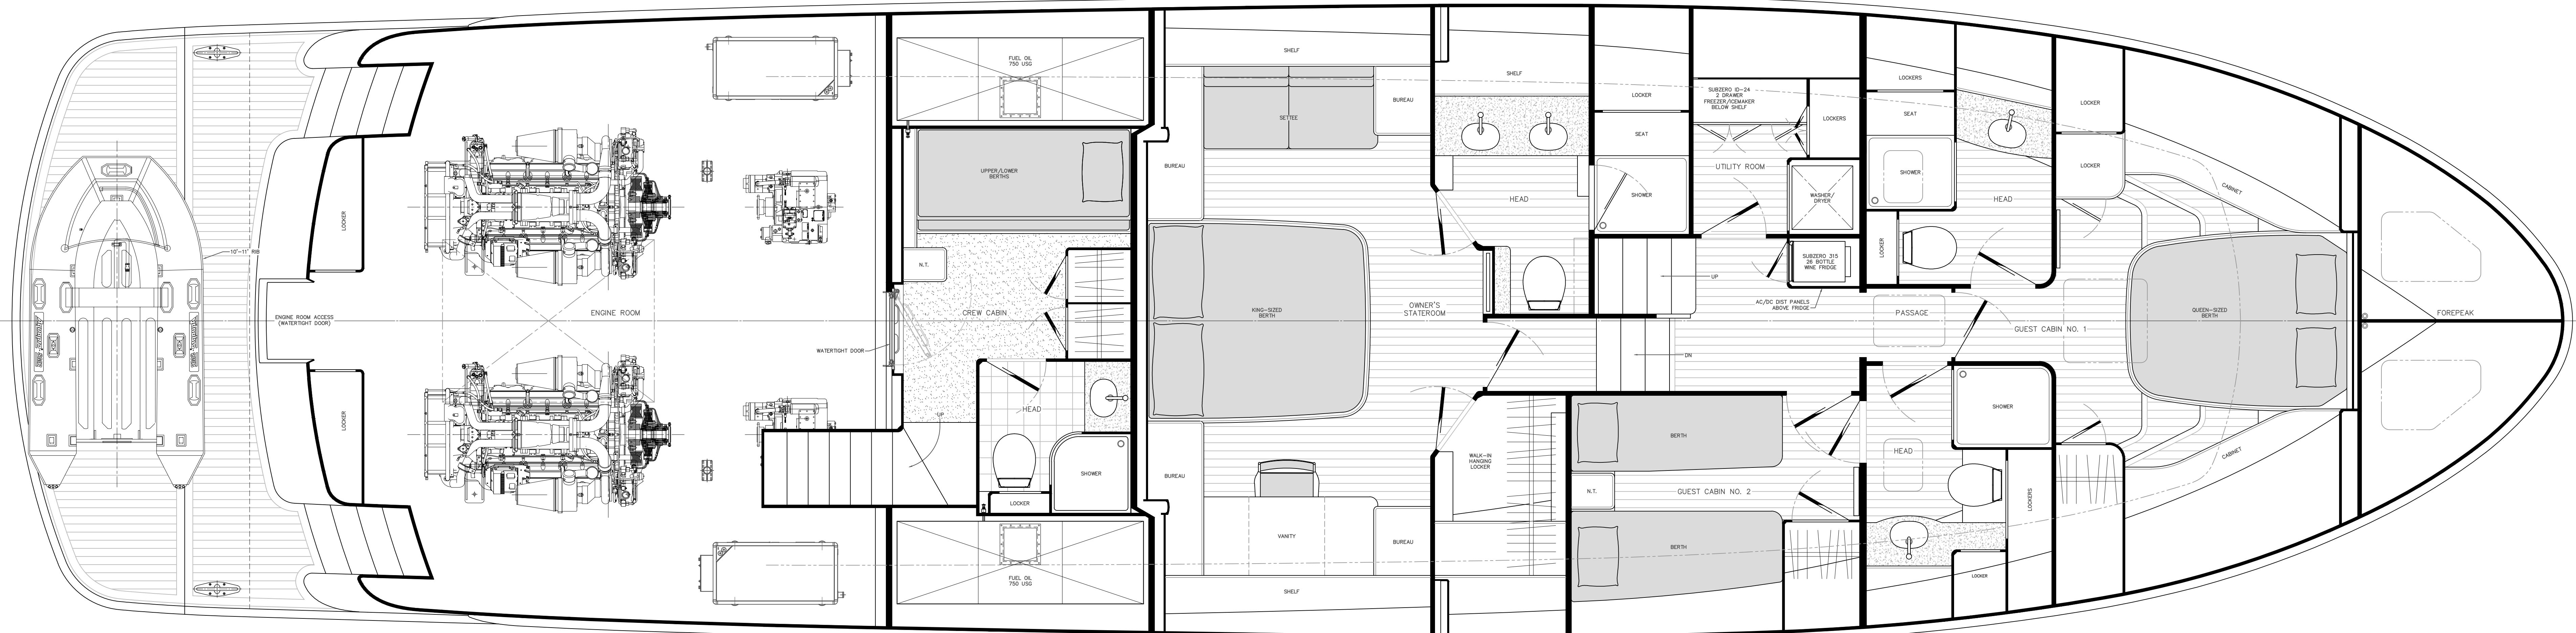 10'-11" RIB
LOCKER
LOCKER
ENGINE ROOM ACCESS
(WATERTIGHT DOOR)
ENGINE ROOM
FUEL OIL
750 USG
UPPER/LOWER
BERTHS
N.T.
CREW CABIN
WATERTIGHT DOOR
UP
HEAD
SHOWER
LOCKER
FUEL OIL
750 USG
SHELF
SETTEE
BUREAU
BUREAU
KING-SIZED
BERTH
OWNER'S
STATEROOM
BUREAU
VANITY
BUREAU
SHELF
SHELF
HEAD
LOCKER
SEAT
SHOWER
SUBZERO ID-24
2 DRAWER
FREEZER/ICEMAKER
BELOW SHELF
LOCKERS
UTILITY ROOM
WASHER/
DRYER
SUBZERO 315
26 BOTTLE
WINE FRIDGE
UP
AC/DC DIST PANELS
ABOVE FRIDGE
DN
WALK-IN
HANGING
LOCKER
BERTH
N.T.
GUEST CABIN NO. 2
BERTH
LOCKERS
SEAT
SHOWER
HEAD
LOCKER
LOCKER
LOCKER
PASSAGE
GUEST CABIN NO. 1
SHOWER
HEAD
LOCKERS
LOCKER
CABINET
QUEEN-SIZED
BERTH
CABINET
FOREPEAK